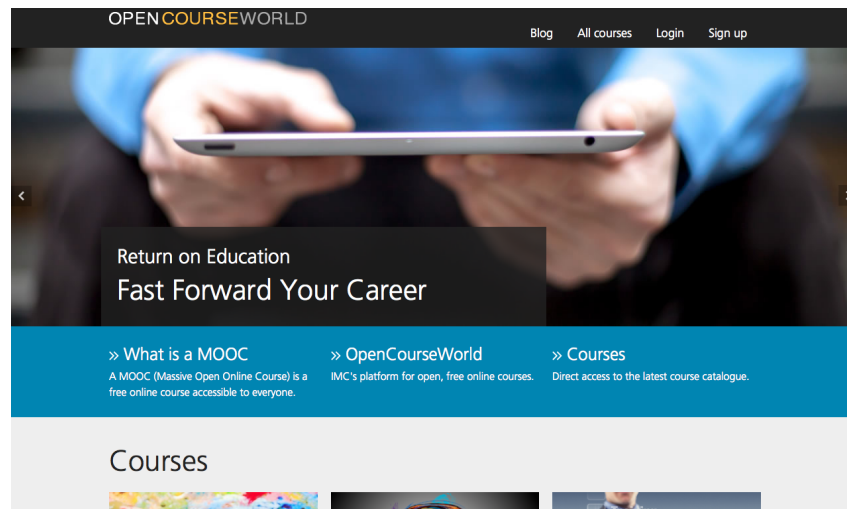 OPENCOURSEWORLD
Blog All courses Login Sign up
Return on Education
Fast Forward Your Career
» What is a MOOC
A MOOC (Massive Open Online Course) is a
free online course accessible to everyone.
» OpenCourseWorld
IMC's platform for open, free online courses.
» Courses
Direct access to the latest course catalogue.
Courses